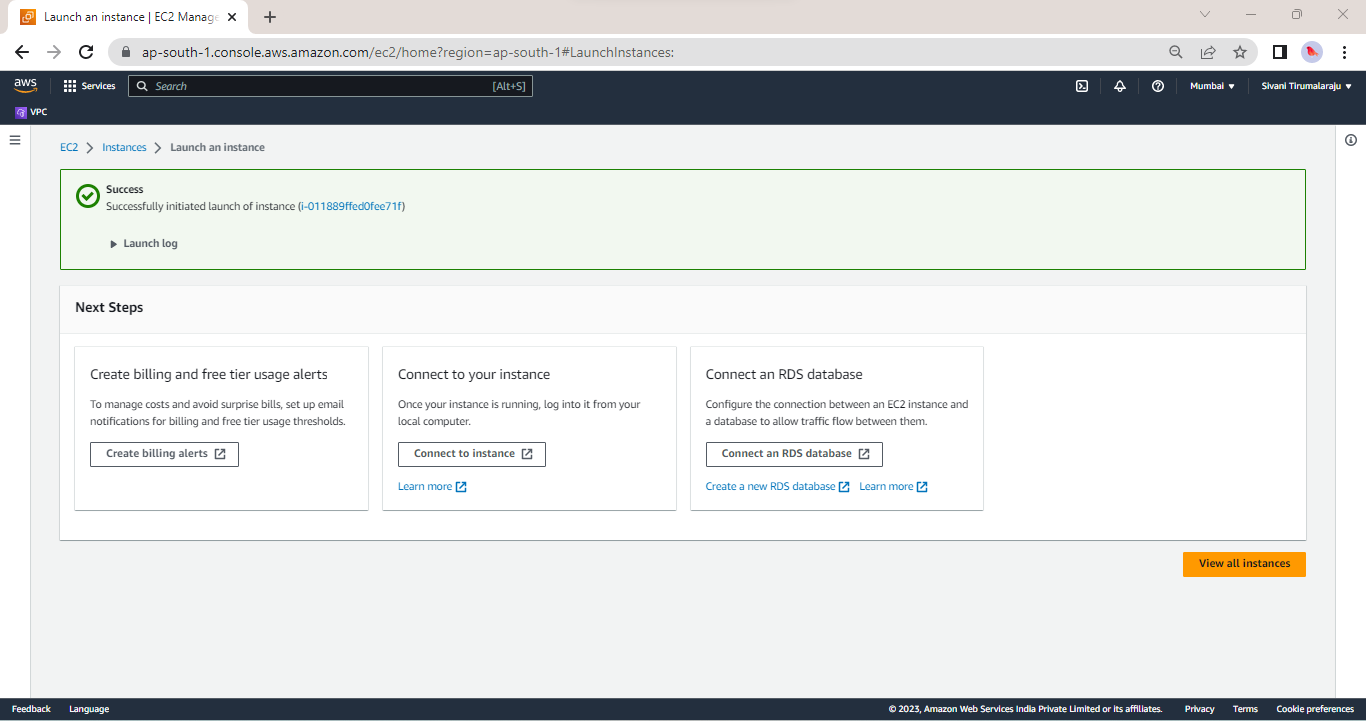 Launch an instance | EC2 Manage
ap-south-1.console.aws.amazon.com/ec2/home?region=ap-south-1#LaunchInstances:
aws
Services
Search
[Alt+S]
Mumbai
Sivani Tirumalaraju
VPC
EC2 Instances Launch an instance
Success
Successfully initiated launch of instance (i-011889ffed0fee71f)
Launch log
Next Steps
Create billing and free tier usage alerts
To manage costs and avoid surprise bills, set up email
notifications for billing and free tier usage thresholds.
Create billing alerts
Connect to your instance
Once your instance is running, log into it from your
local computer.
Connect to instance
Learn more
Connect an RDS database
Configure the connection between an EC2 instance and
a database to allow traffic flow between them.
Connect an RDS database
Create a new RDS database Learn more
View all instances
Feedback Language
© 2023, Amazon Web Services India Private Limited or its affiliates. Privacy Terms Cookie preferences